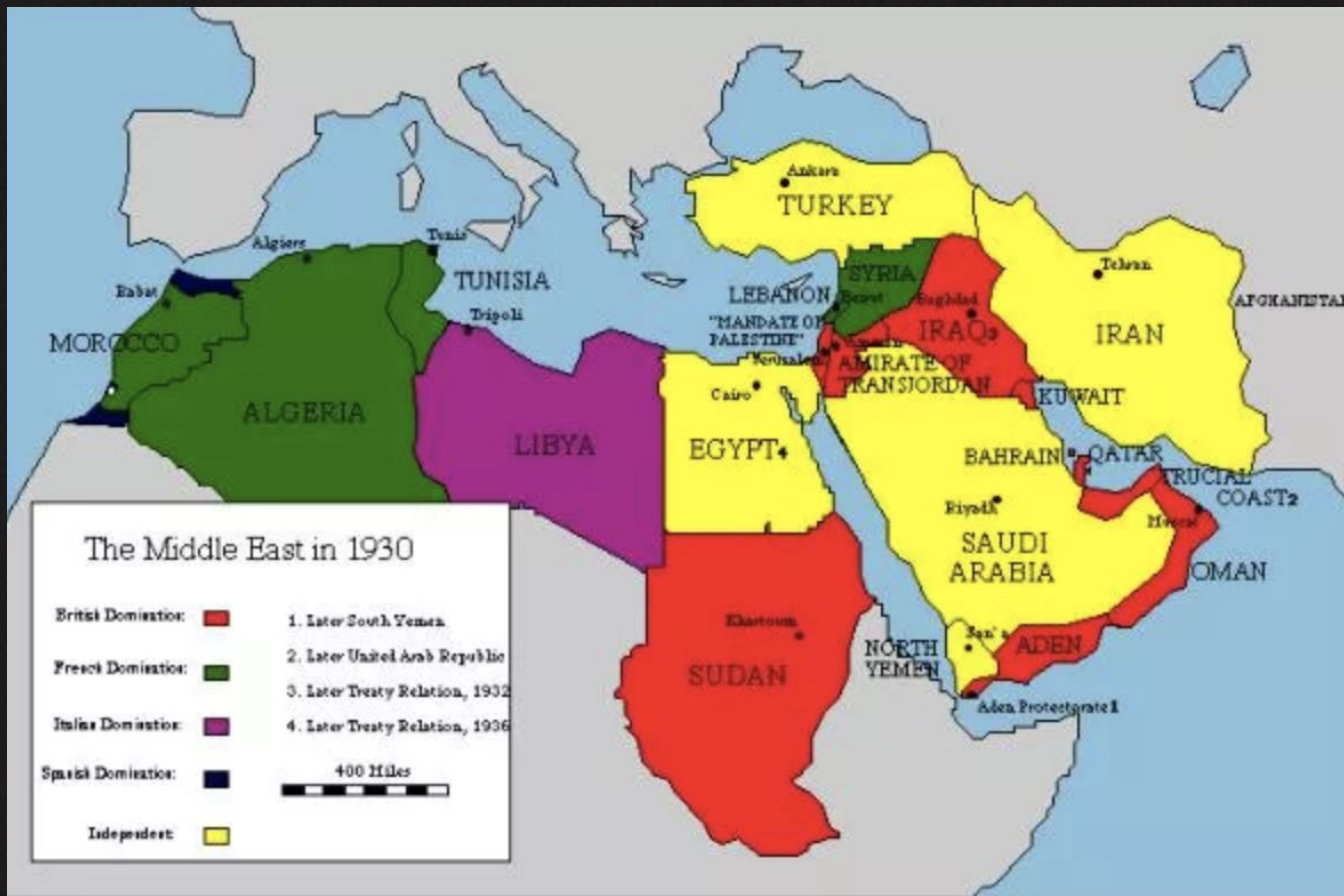 Ankara
TURKEY
Algiers
Tunis
TUNISIA
Tehran
SYRIA
LEBANON
Beirut
Baghdad
AFGHANISTAN
Rabat
Tripoli
"MANDATE OF
PALESTINE"
IRAQ3
IRAN
MOROCCO
Amman
Jerusalem
AMIRATE OF
TRANSJORDAN
Cairo
KUWAIT
ALGERIA
LIBYA
EGYPT4
BAHRAIN
QATAR
TRUCIAL
COAST2
Riyadh
Muscat
SAUDI
ARABIA
OMAN
Khartoum
San'a
NORTH
YEMEN
ADEN
SUDAN
Aden Protectorate1
The Middle East in 1930
British Domination:
French Domination:
Italian Domination:
Spanish Domination:
Independent
1. Later South Yemen
2. Later United Arab Republic
3. Later Treaty Relation, 1932
4. Later Treaty Relation, 1936
400 Miles